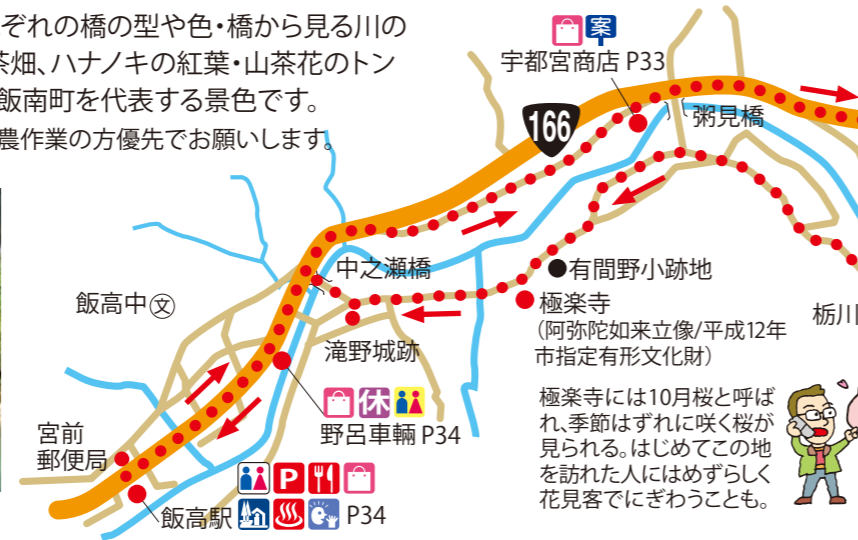 ぞれの橋の型や色・橋から見る川の
茶畑、ハナノキの紅葉・山茶花のトン
飯南町を代表する景色です。
農作業の方優先でお願いします。
案
宇都宮商店 P33
166
粥見橋
中之瀬橋
飯高中
文
有間野小跡地
極楽寺
(阿弥陀如来立像/平成12年
市指定有形文化財)
栃川
滝野城跡
休
野呂車輌 P34
極楽寺には10月桜と呼ば
れ、季節はずれに咲く桜が
見られる。はじめてこの地
を訪れた人にはめずらしく
花見客でにぎわうことも。
宮前
郵便局
P
飯高駅
P34